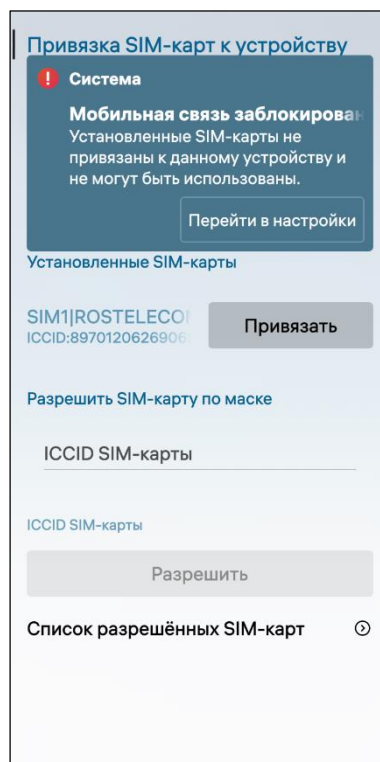 Привязка SIM-карт к устройству
Система
Мобильная связь заблокирован
Установленные SIM-карты не
привязаны к данному устройству и
не могут быть использованы.
Перейти в настройки
Установленные SIM-карты
SIM1|ROSTELECO
Привязать
ICCID:8970120626906
Разрешить SIM-карту по маске
ICCID SIM-карты
ICCID SIM-карты
Разрешить
Список разрешённых SIM-карт